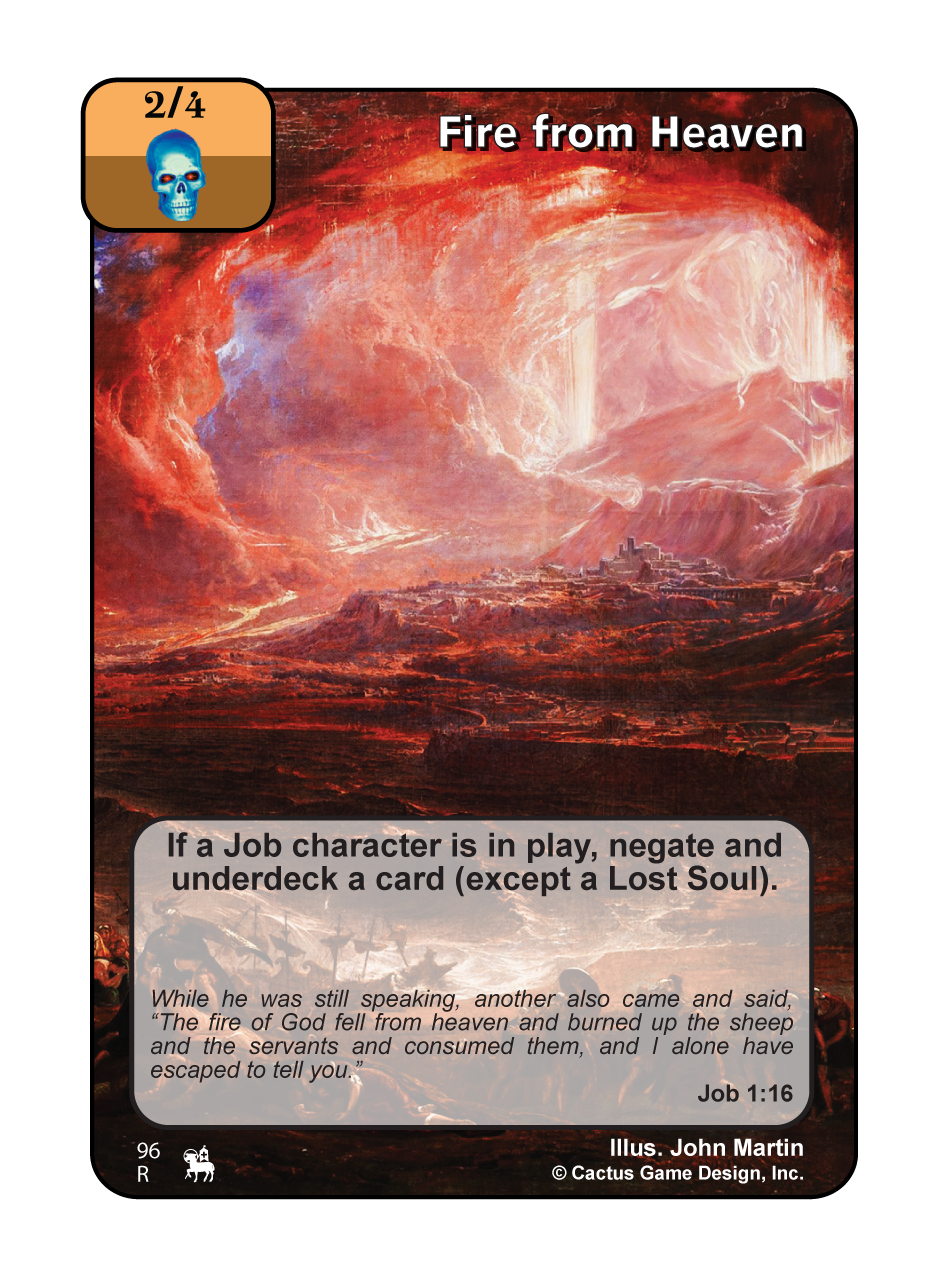 2/4
Fire from Heaven
If a Job character is in play, negate and
underdeck a card (except a Lost Soul).
While he was still speaking, another also came and said,
“The fire of God fell from heaven and burned up the sheep
and the servants and consumed them, and I alone have
escaped to tell you.”
Job 1:16
96
R
Illus. John Martin
© Cactus Game Design, Inc.